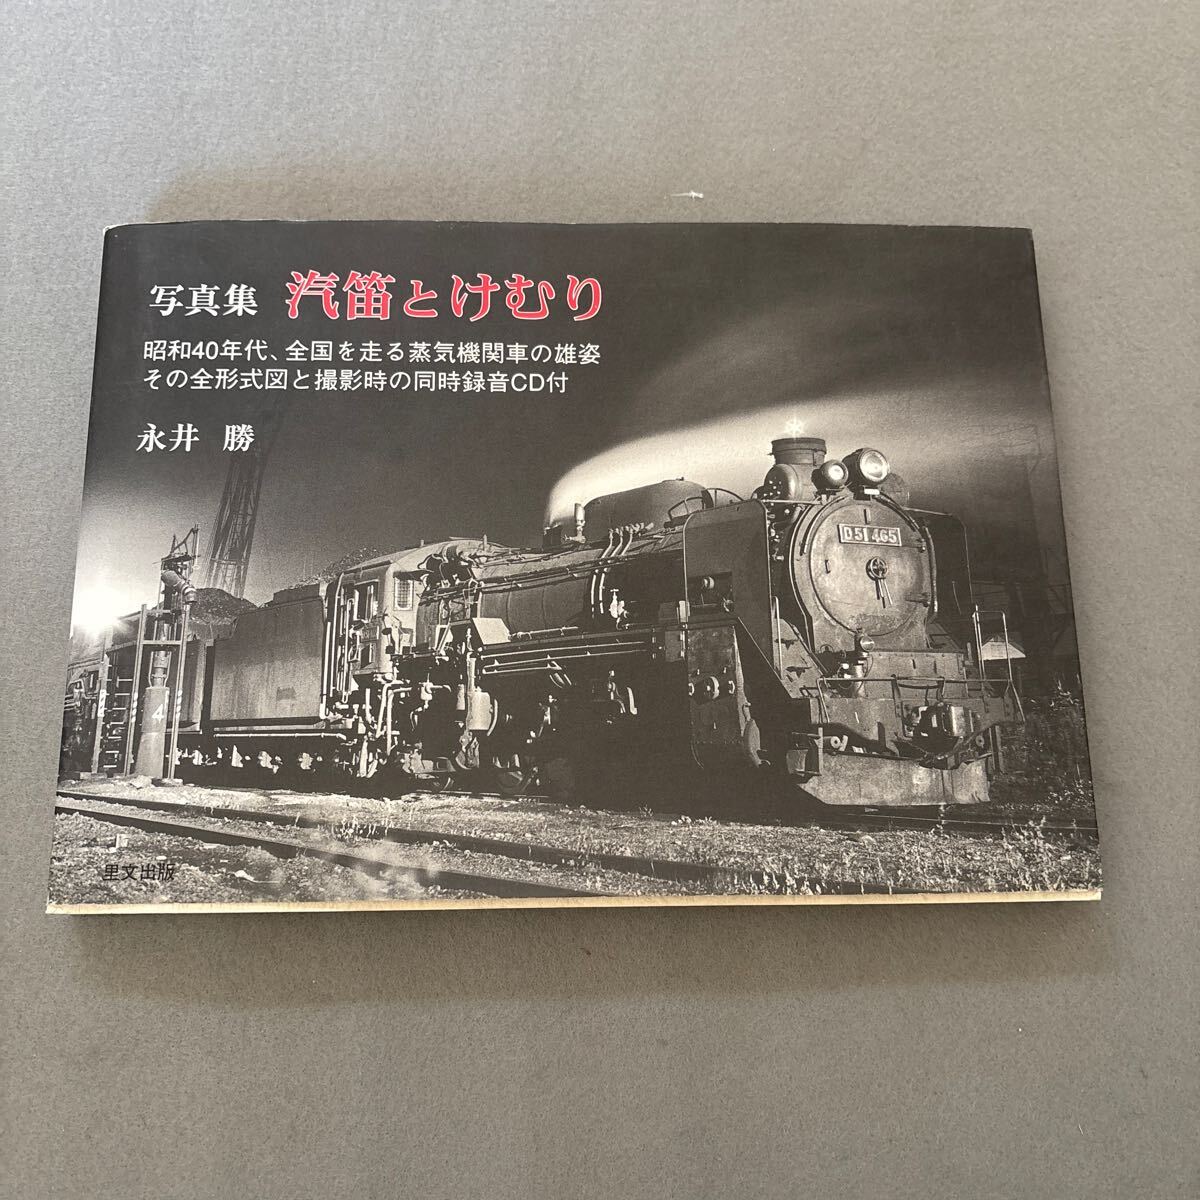 写真集 汽笛とけむり
昭和40年代、全国を走る蒸気機関車の雄姿
その全形式図と撮影時の同時録音CD付
永井 勝
D51 465
4
里文出版